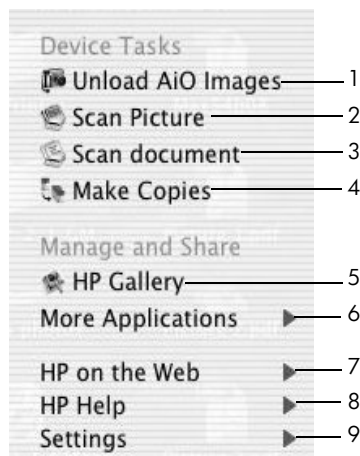 Device Tasks
Unload AiO Images 1
Scan Picture 2
Scan document 3
Make Copies 4
Manage and Share
HP Gallery 5
More Applications 6
HP on the Web 7
HP Help 8
Settings 9